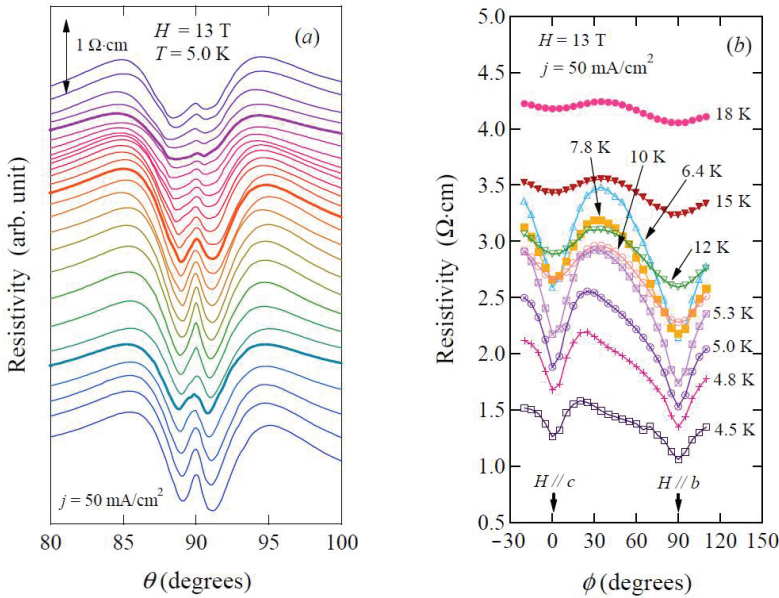 1 Ω·cm
H = 13 T
T = 5.0 K
(a)
Resistivity (arb. unit)
j = 50 mA/cm²
80 85 90 95 100
θ (degrees)
(b)
H = 13 T
j = 50 mA/cm²
Resistivity (Ω·cm)
5.0
4.5
4.0
3.5
3.0
2.5
2.0
1.5
1.0
0.5
18 K
7.8 K
10 K
6.4 K
15 K
12 K
5.3 K
5.0 K
4.8 K
4.5 K
H // c
H // b
-30 0 30 60 90 120 150
ϕ (degrees)